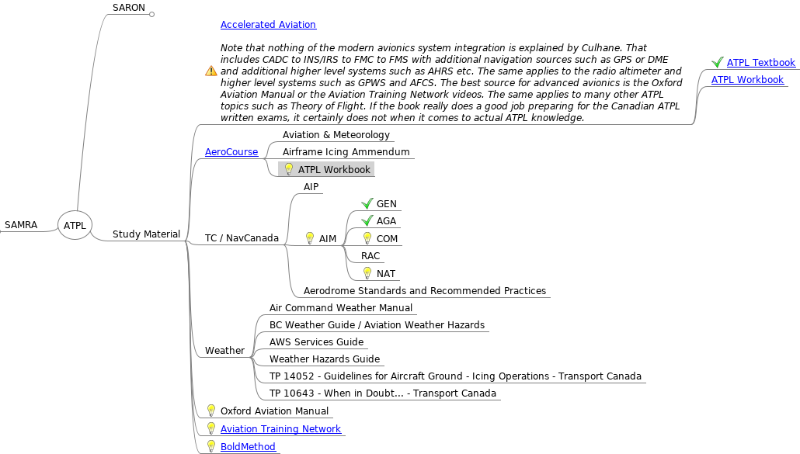 SARON
SAMRA
ATPL
Study Material
Accelerated Aviation
Note that nothing of the modern avionics system integration is explained by Culhane. That
includes CADC to INS/IRS to FMC to FMS with additional navigation sources such as GPS or DME
and additional higher level systems such as AHRS etc. The same applies to the radio altimeter and
higher level systems such as GPWS and AFCS. The best source for advanced avionics is the Oxford
Aviation Manual or the Aviation Training Network videos. The same applies to many other ATPL
topics such as Theory of Flight. If the book really does a good job preparing for the Canadian ATPL
written exams, it certainly does not when it comes to actual ATPL knowledge.
ATPL Textbook
ATPL Workbook
AeroCourse
Aviation & Meteorology
Airframe Icing Ammendum
ATPL Workbook
TC / NavCanada
AIP
AIM
GEN
AGA
COM
RAC
NAT
Aerodrome Standards and Recommended Practices
Weather
Air Command Weather Manual
BC Weather Guide / Aviation Weather Hazards
AWS Services Guide
Weather Hazards Guide
TP 14052 - Guidelines for Aircraft Ground - Icing Operations - Transport Canada
TP 10643 - When in Doubt... - Transport Canada
Oxford Aviation Manual
Aviation Training Network
BoldMethod